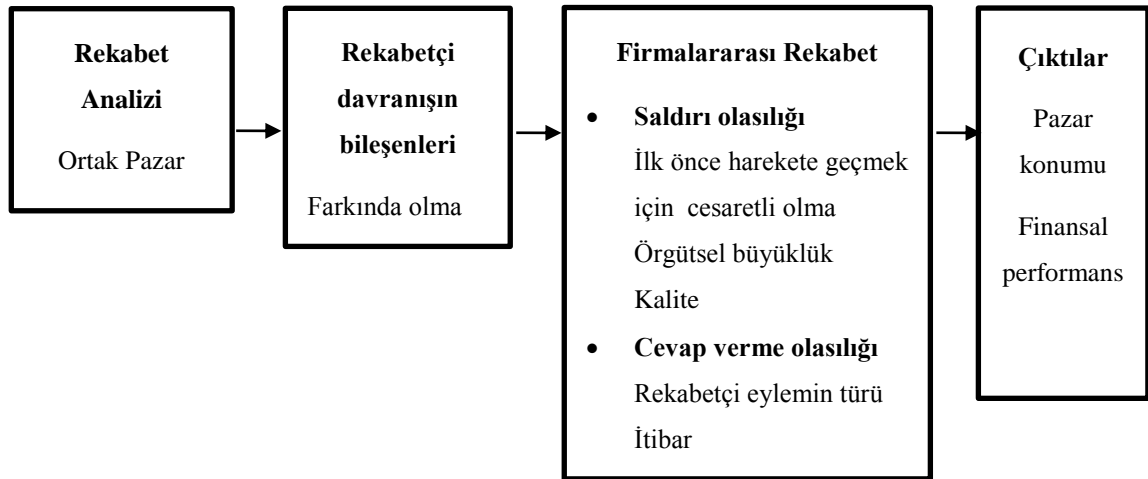 Rekabet
Analizi
Ortak Pazar
Rekabetçi
davranışın
bileşenleri
Farkında olma
Firmalararası Rekabet
• Saldırı olasılığı
İlk önce harekete geçmek
için cesaretli olma
Örgütsel büyüklük
Kalite
• Cevap verme olasılığı
Rekabetçi eylemin türü
İtibar
Çıktılar
Pazar
konumu
Finansal
performans